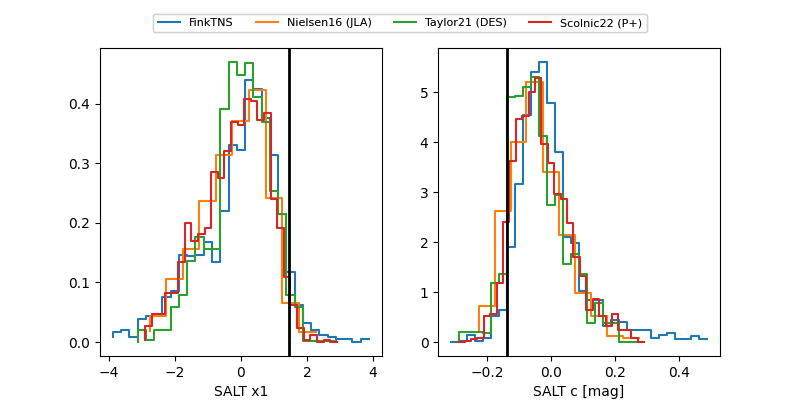 FinkTNS Nielsen16 (JLA) Taylor21 (DES) Scolnic22 (P+)
0.4
0.3
0.2
0.1
0.0
−4 −2 0 2 4
SALT x1
5
4
3
2
1
0
−0.2 0.0 0.2 0.4
SALT c [mag]